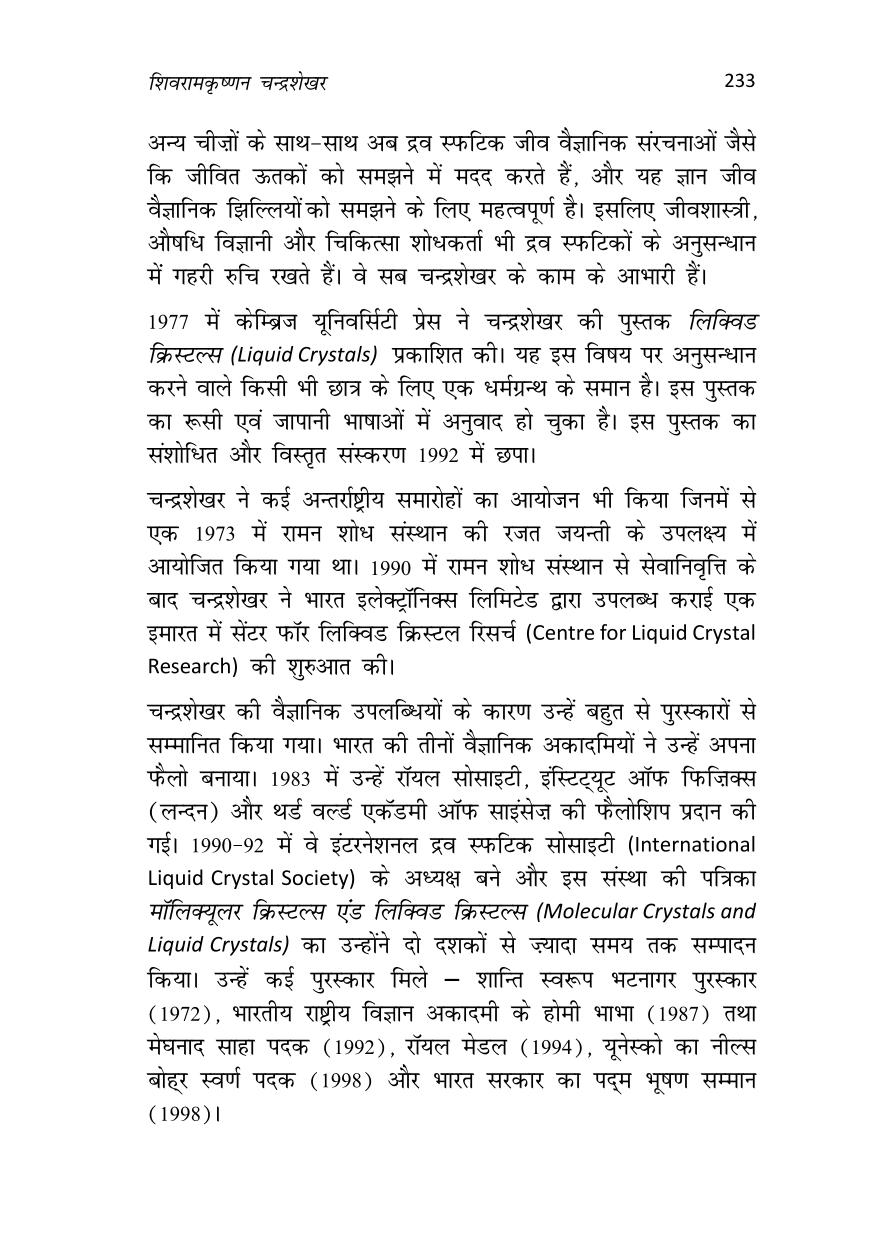 शिवरामकृष्णन चन्द्रशेखर 233
अन्य चीज़ों के साथ-साथ अब द्रव स्फटिक जीव वैज्ञानिक संरचनाओं जैसे
कि जीवित ऊतकों को समझने में मदद करते हैं, और यह ज्ञान जीव
वैज्ञानिक झिल्लियों को समझने के लिए महत्वपूर्ण है। इसलिए जीवशास्त्री,
औषधि विज्ञानी और चिकित्सा शोधकर्ता भी द्रव स्फटिकों के अनुसन्धान
में गहरी रुचि रखते हैं। वे सब चन्द्रशेखर के काम के आभारी हैं।
1977 में केम्ब्रिज यूनिवर्सिटी प्रेस ने चन्द्रशेखर की पुस्तक लिक्विड
क्रिस्टल्स (Liquid Crystals) प्रकाशित की। यह इस विषय पर अनुसन्धान
करने वाले किसी भी छात्र के लिए एक धर्मग्रन्थ के समान है। इस पुस्तक
का रूसी एवं जापानी भाषाओं में अनुवाद हो चुका है। इस पुस्तक का
संशोधित और विस्तृत संस्करण 1992 में छपा।
चन्द्रशेखर ने कई अन्तर्राष्ट्रीय समारोहों का आयोजन भी किया जिनमें से
एक 1973 में रामन शोध संस्थान की रजत जयन्ती के उपलक्ष्य में
आयोजित किया गया था। 1990 में रामन शोध संस्थान से सेवानिवृत्ति के
बाद चन्द्रशेखर ने भारत इलेक्ट्रॉनिक्स लिमिटेड द्वारा उपलब्ध कराई एक
इमारत में सेंटर फॉर लिक्विड क्रिस्टल रिसर्च (Centre for Liquid Crystal
Research) की शुरुआत की।
चन्द्रशेखर की वैज्ञानिक उपलब्धियों के कारण उन्हें बहुत से पुरस्कारों से
सम्मानित किया गया। भारत की तीनों वैज्ञानिक अकादमियों ने उन्हें अपना
फैलो बनाया। 1983 में उन्हें रॉयल सोसाइटी, इंस्टिट्यूट ऑफ फिज़िक्स
(लन्दन) और थर्ड वर्ल्ड एकॅडमी ऑफ साइंसेज़ की फैलोशिप प्रदान की
गई। 1990-92 में वे इंटरनेशनल द्रव स्फटिक सोसाइटी (International
Liquid Crystal Society) के अध्यक्ष बने और इस संस्था की पत्रिका
मॉलिक्यूलर क्रिस्टल्स एंड लिक्विड क्रिस्टल्स (Molecular Crystals and
Liquid Crystals) का उन्होंने दो दशकों से ज़्यादा समय तक सम्पादन
किया। उन्हें कई पुरस्कार मिले – शान्ति स्वरूप भटनागर पुरस्कार
(1972), भारतीय राष्ट्रीय विज्ञान अकादमी के होमी भाभा (1987) तथा
मेघनाद साहा पदक (1992), रॉयल मेडल (1994), यूनेस्को का नील्स
बोह्र स्वर्ण पदक (1998) और भारत सरकार का पद्म भूषण सम्मान
(1998)।